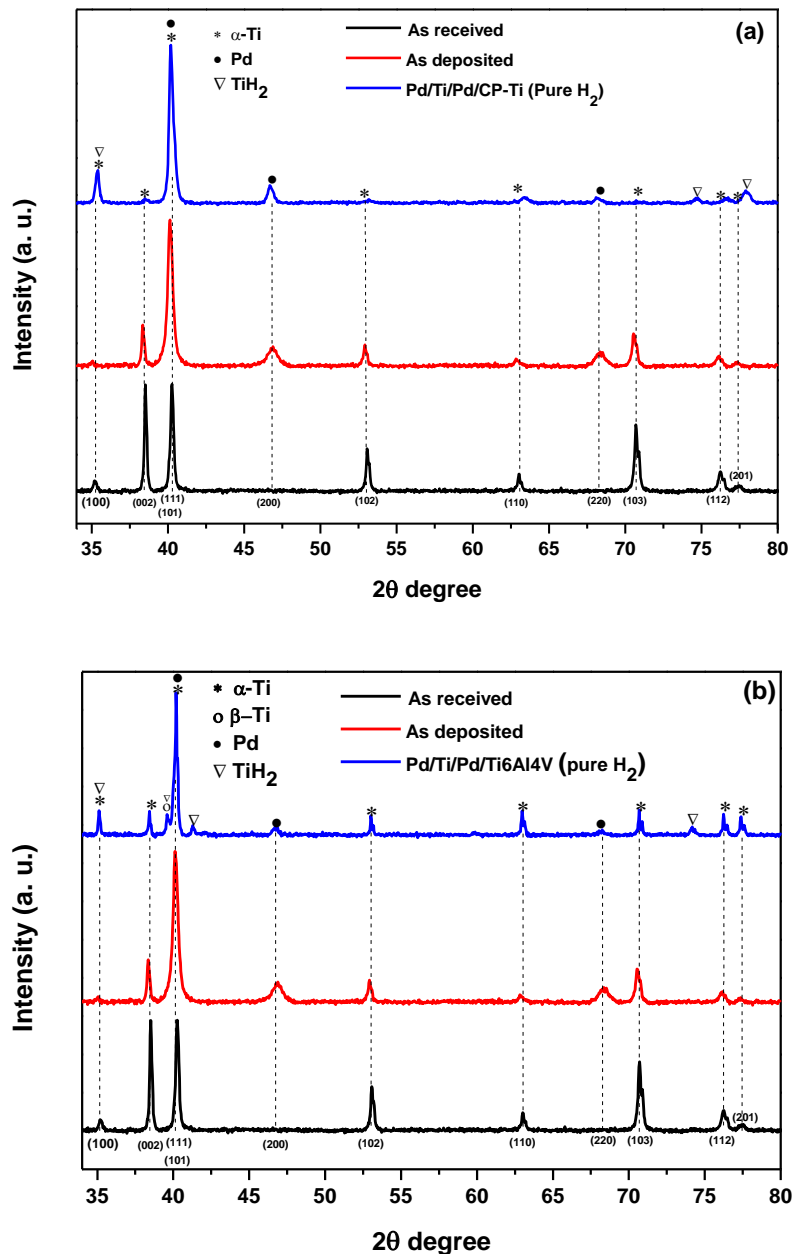 (a)
* α-Ti
● Pd
▽ TiH2
As received
As deposited
Pd/Ti/Pd/CP-Ti (Pure H2)
Intensity (a. u.)
(100) (002) (111) (200) (102) (110) (220) (103) (112) (201)
(101)
35 40 45 50 55 60 65 70 75 80
2θ degree
(b)
* α-Ti
o β–Ti
● Pd
▽ TiH2
As received
As deposited
Pd/Ti/Pd/Ti6Al4V (pure H2)
Intensity (a. u.)
(100) (002) (111) (200) (102) (110) (220) (103) (112) (201)
(101)
35 40 45 50 55 60 65 70 75 80
2θ degree